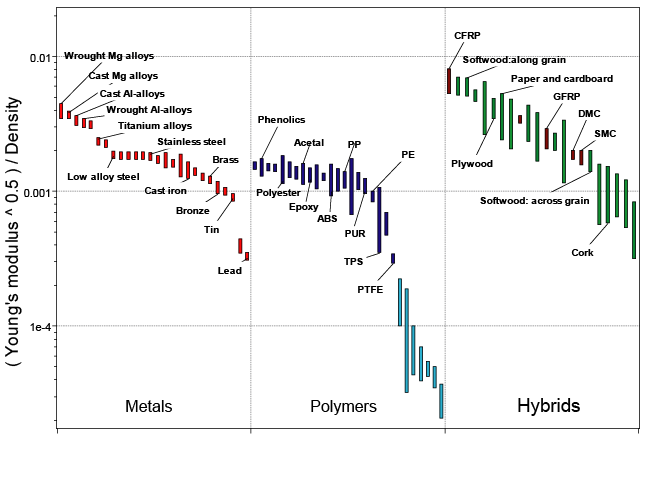 CFRP
Wrought Mg alloys
0.01
Softwood:along grain
Cast Mg alloys
Paper and cardboard
Cast Al-alloys
GFRP
Wrought Al-alloys
DMC
Phenolics
Titanium alloys
SMC
Stainless steel
Acetal
PP
PE
Brass
Plywood
Low alloy steel
Cast iron
Polyester
0.001
Softwood: across grain
Bronze
Epoxy
ABS
Tin
PUR
Cork
TPS
Lead
PTFE
1e-4
( Young's modulus ^ 0.5 ) / Density
Metals
Polymers
Hybrids